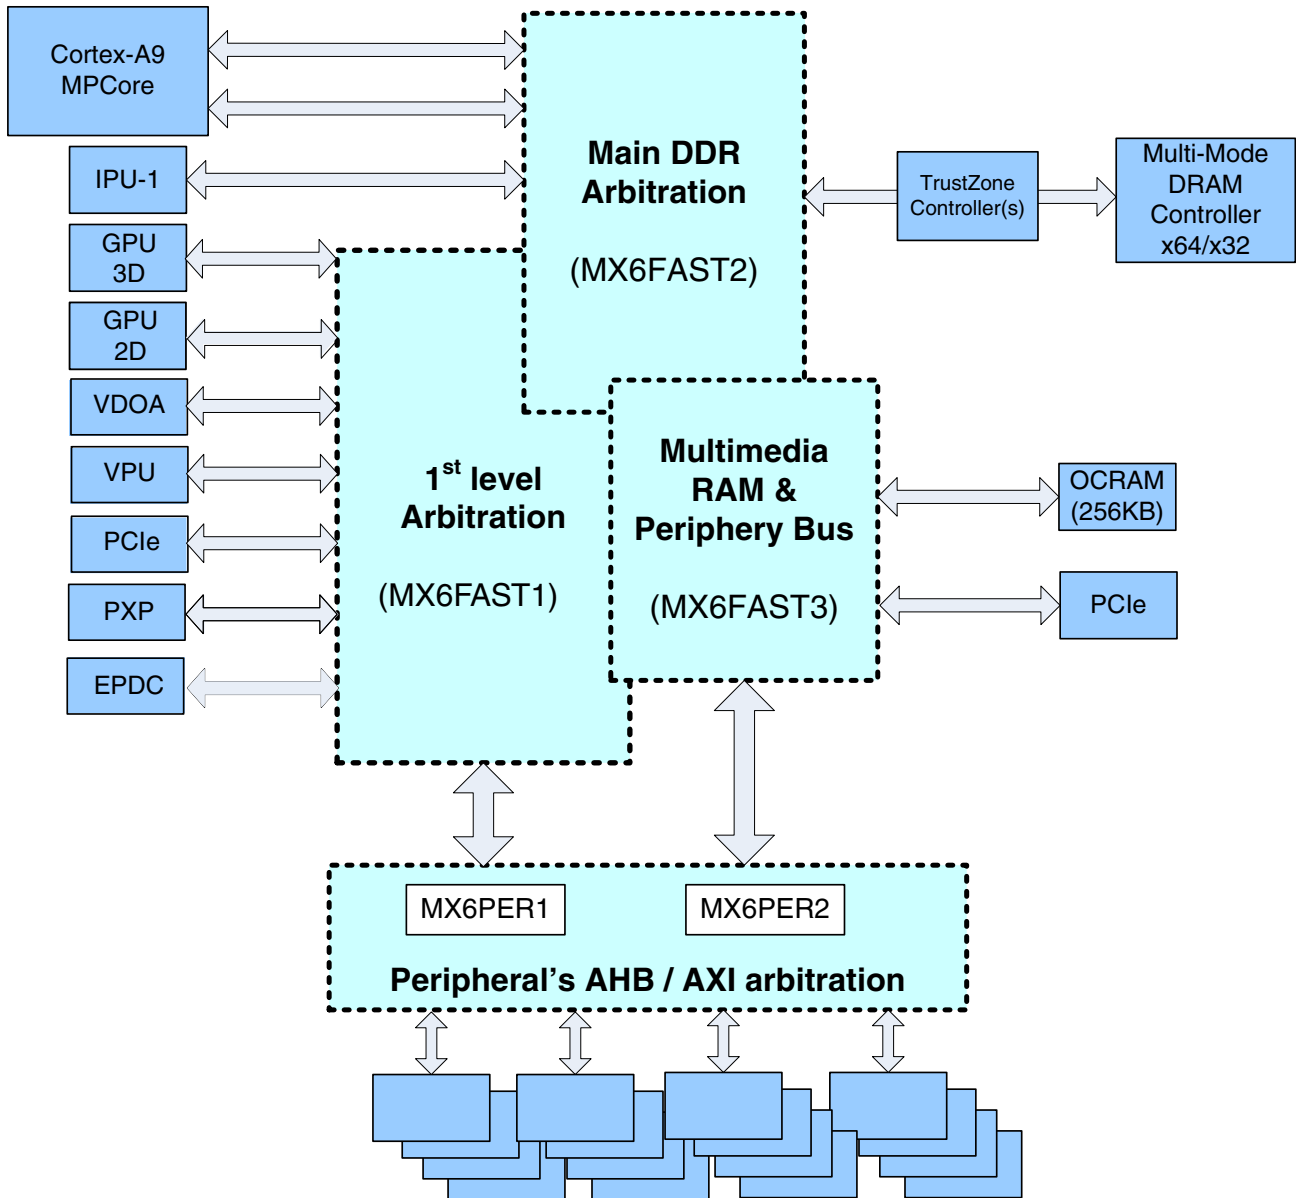 Cortex-A9
MPCore
IPU-1
GPU
3D
GPU
2D
VDOA
VPU
PCIe
PXP
EPDC
Main DDR
Arbitration
(MX6FAST2)
TrustZone
Controller(s)
Multi-Mode
DRAM
Controller
x64/x32
1st level
Arbitration
(MX6FAST1)
Multimedia
RAM &
Periphery Bus
(MX6FAST3)
OCRAM
(256KB)
PCIe
MX6PER1
MX6PER2
Peripheral's AHB / AXI arbitration